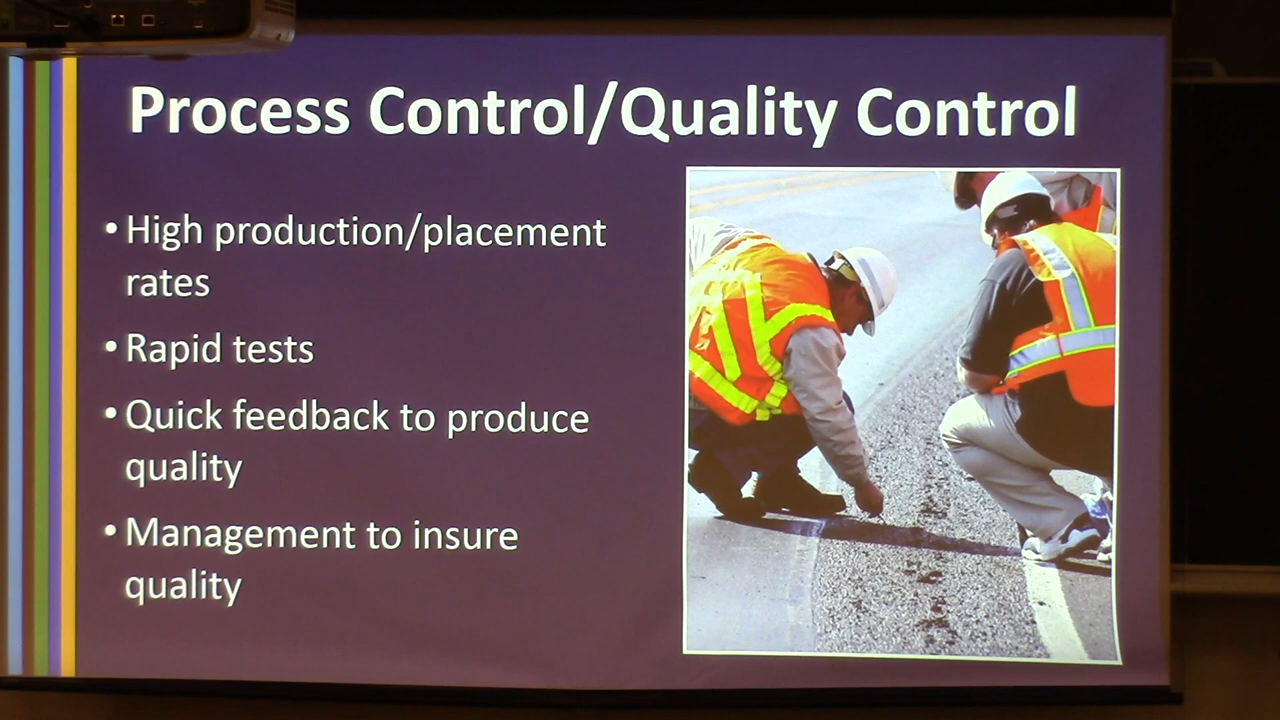 Process Control/Quality Control
• High production/placement
rates
• Rapid tests
• Quick feedback to produce
quality
• Management to insure
quality